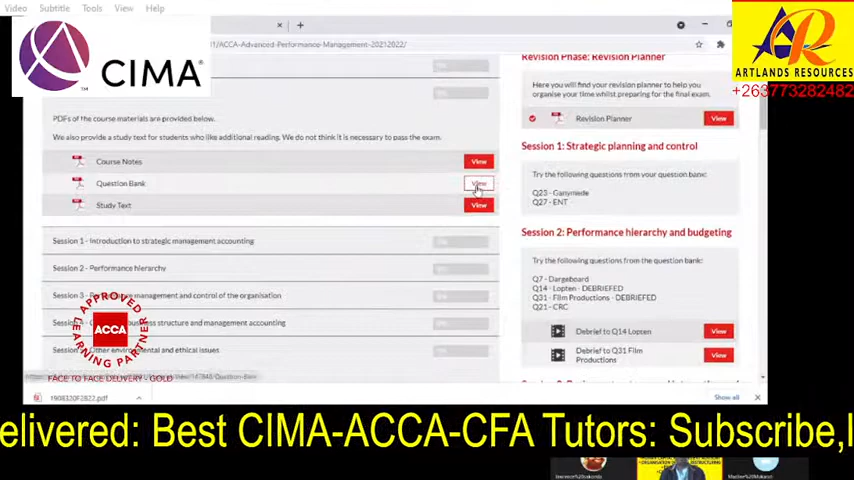 Video Subtitle Tools View Help
CIMA
TM
1/ACCA-Advanced-Performance-Management-20212022/
AR
ARTLANDS RESOURCES
+263773282482
PDFs of the course materials are provided below.
We also provide a study text for students who like additional reading. We do not think it is necessary to pass the exam.
Course Notes
View
Question Bank
View
Study Text
View
Session 1 - Introduction to strategic management accounting
Session 2 - Performance hierarchy
Session 3 - management and control of the organisation
Session 4 - business structure and management accounting
Session 5 - Other environmental and ethical issues
APPROVED
ACCA
LEARNING PARTNER
FACE TO FACE DELIVERY - GOLD
Revision Phase: Revision Planner
Here you will find your revision planner to help you
organise your time whilst preparing for the final exam.
Revision Planner
View
Session 1: Strategic planning and control
Try the following questions from your question bank:
Q25 - Ganymede
Q27 - ENT
Session 2: Performance hierarchy and budgeting
Try the following questions from the question bank:
Q7 - Dargeboard
Q14 - Lopten - DEBRIEFED
Q31 - Film Productions - DEBRIEFED
Q21 - CRC
Debrief to Q14 Lopten
View
Debrief to Q31 Film
Productions
View
1908320F2B22.pdf
Show all
elivered: Best CIMA-ACCA-CFA Tutors: Subscribe,l